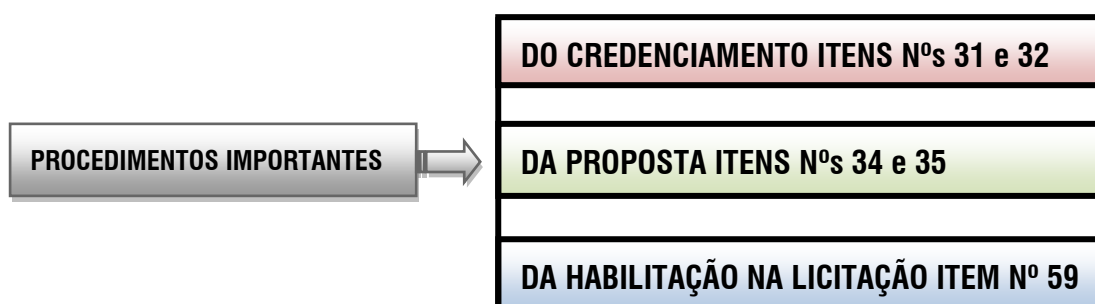 PROCEDIMENTOS IMPORTANTES
DO CREDENCIAMENTO ITENS Nºs 31 e 32
DA PROPOSTA ITENS Nºs 34 e 35
DA HABILITAÇÃO NA LICITAÇÃO ITEM Nº 59